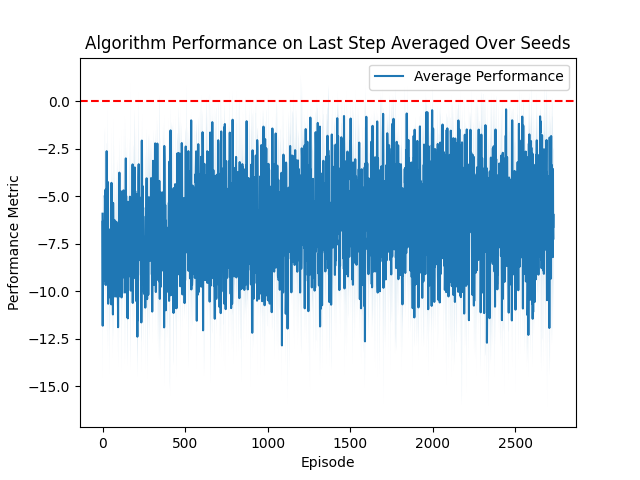 Algorithm Performance on Last Step Averaged Over Seeds
Average Performance
Performance Metric
0.0
−2.5
−5.0
−7.5
−10.0
−12.5
−15.0
0 500 1000 1500 2000 2500
Episode